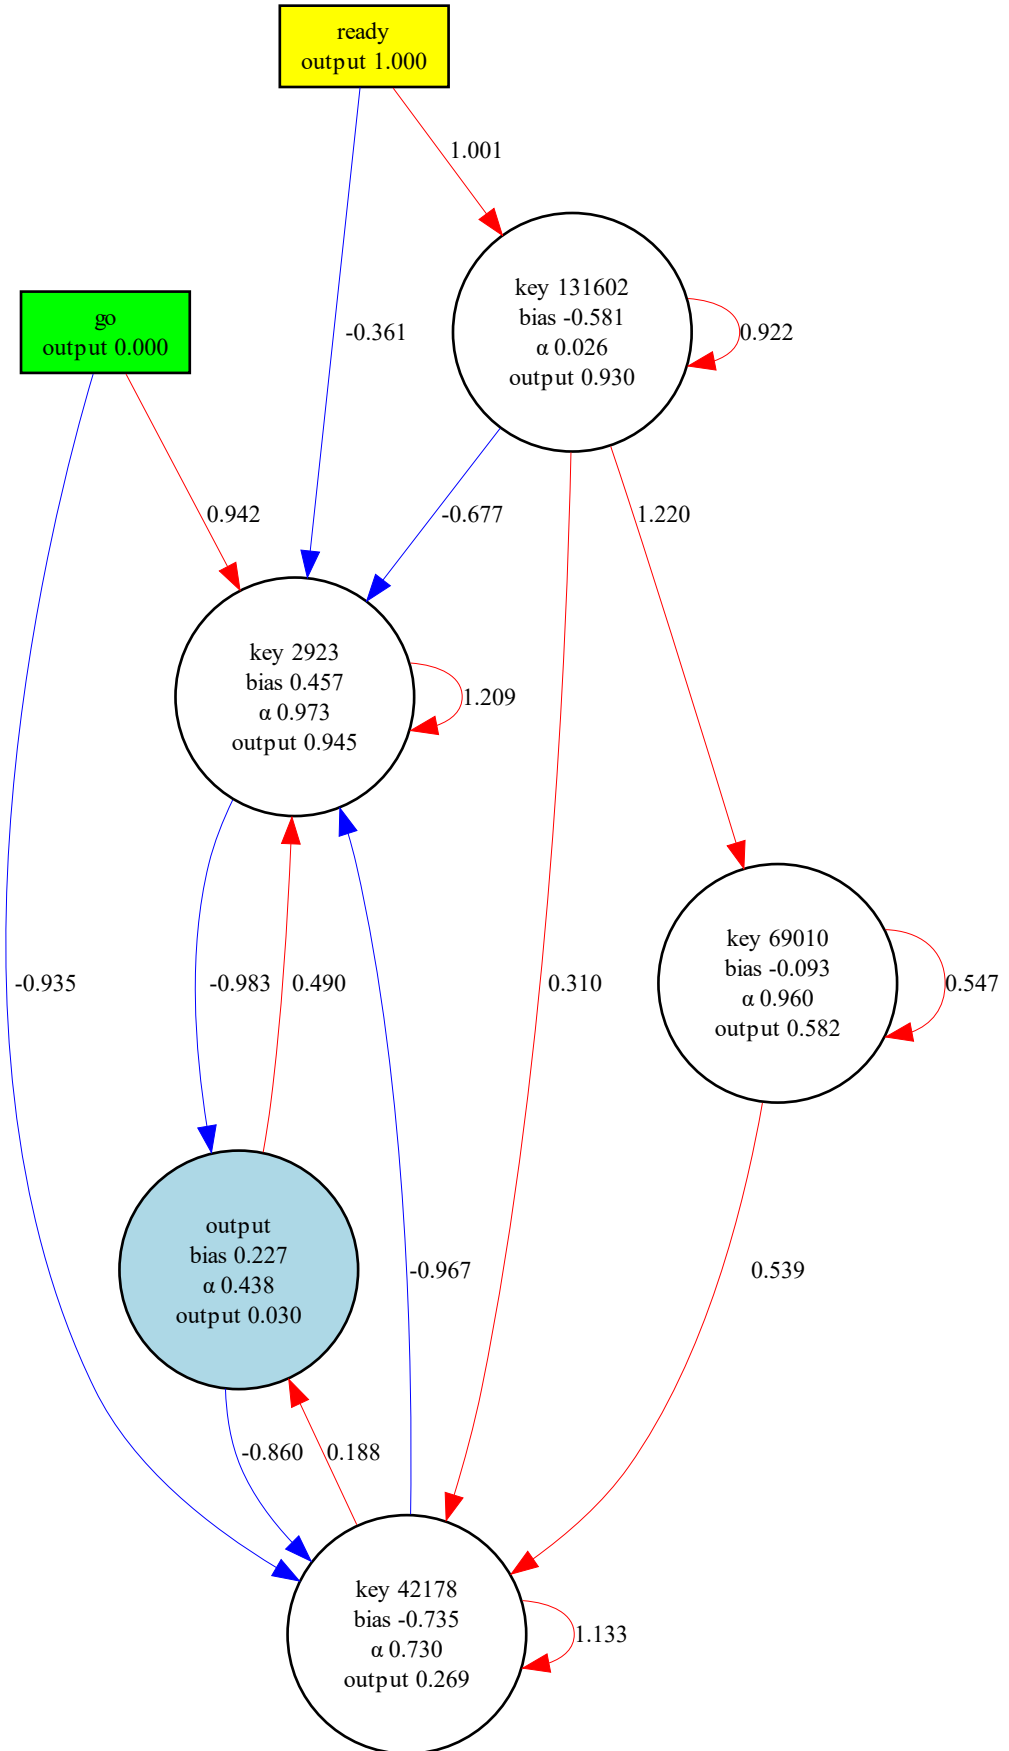 ready
output 1.000
1.001
key 131602
bias -0.581
α 0.026
output 0.930
0.922
go
output 0.000
-0.361
0.942
-0.677
1.220
key 2923
bias 0.457
α 0.973
output 0.945
1.209
key 69010
bias -0.093
α 0.960
output 0.582
0.547
-0.935
-0.983
0.490
0.310
output
bias 0.227
α 0.438
output 0.030
-0.967
0.539
-0.860
0.188
key 42178
bias -0.735
α 0.730
output 0.269
1.133